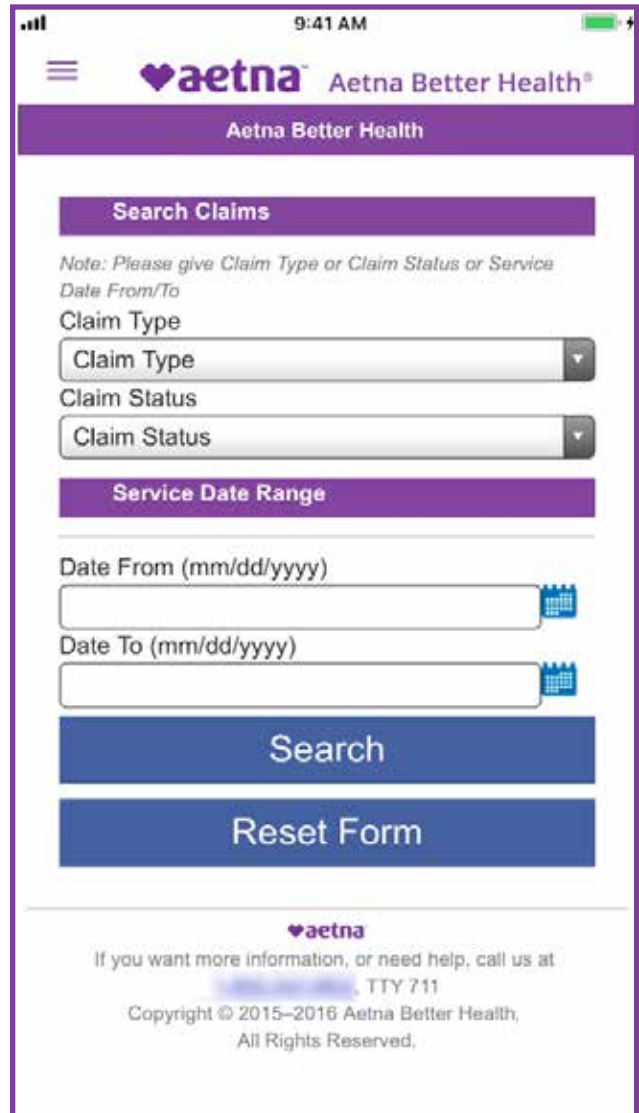 9:41 AM
aetna™ Aetna Better Health®
Aetna Better Health
Search Claims
Note: Please give Claim Type or Claim Status or Service
Date From/To
Claim Type
Claim Type
Claim Status
Claim Status
Service Date Range
Date From (mm/dd/yyyy)
Date To (mm/dd/yyyy)
Search
Reset Form
aetna
If you want more information, or need help, call us at
, TTY 711
Copyright © 2015–2016 Aetna Better Health,
All Rights Reserved.